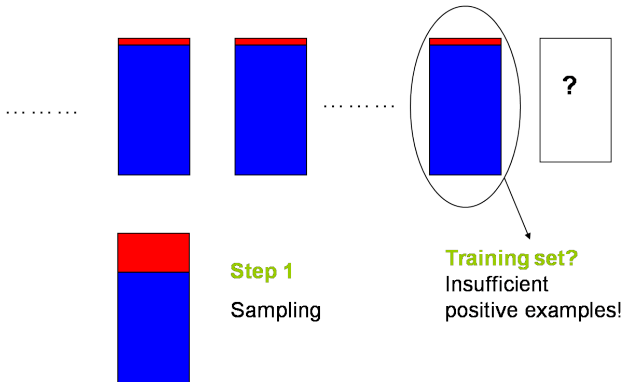 ………
………
?
Step 1
Sampling
Training set?
Insufficient
positive examples!